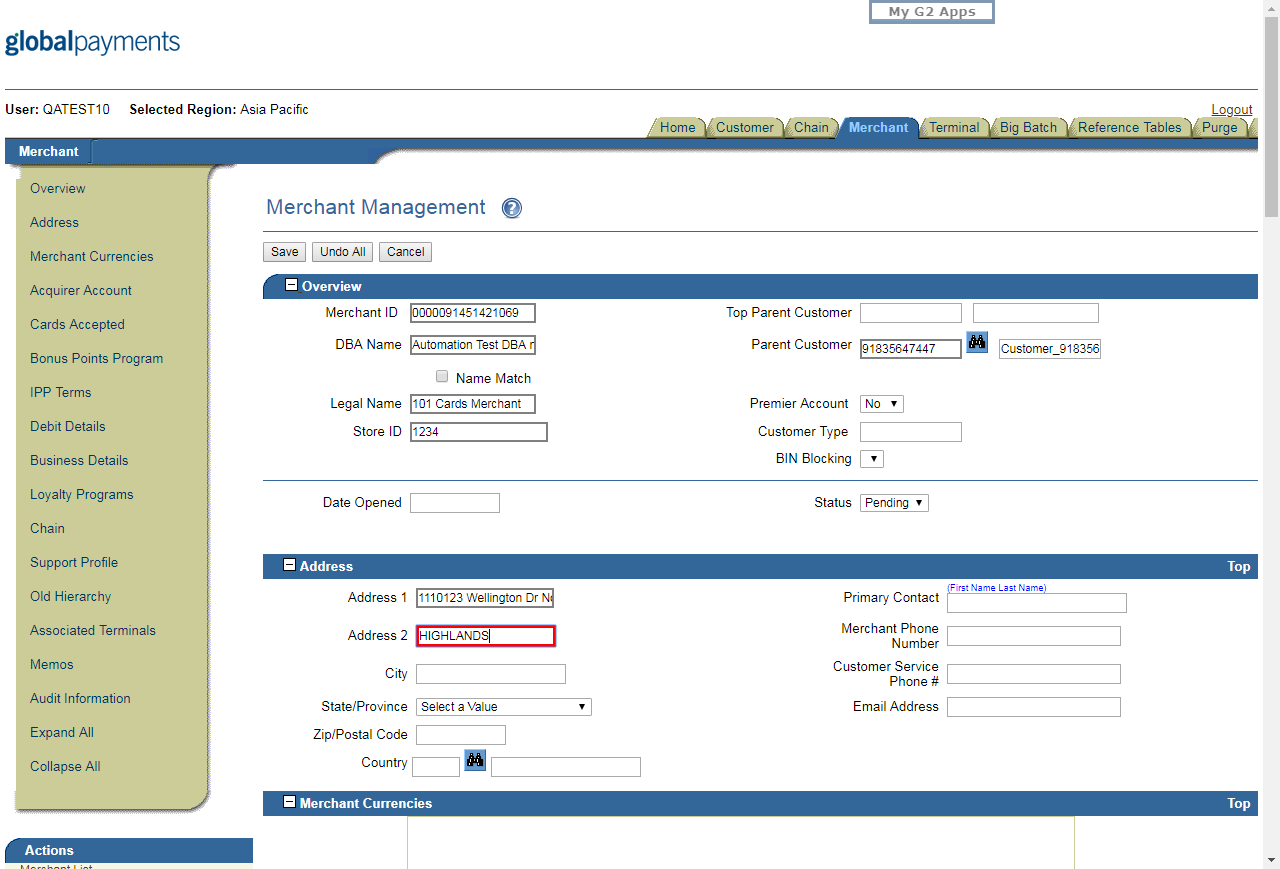 My G2 Apps
globalpayments
User: QATEST10 Selected Region: Asia Pacific
Logout
Home Customer Chain Merchant Terminal Big Batch Reference Tables Purge
Merchant
Overview
Address
Merchant Currencies
Acquirer Account
Cards Accepted
Bonus Points Program
IPP Terms
Debit Details
Business Details
Loyalty Programs
Chain
Support Profile
Old Hierarchy
Associated Terminals
Memos
Audit Information
Expand All
Collapse All
Actions
Merchant List
Merchant Management ?
Save Undo All Cancel
Overview
Merchant ID 0000091451421069 Top Parent Customer
DBA Name Automation Test DBA Parent Customer 91835647447 Customer_918356
Name Match
Legal Name 101 Cards Merchant Premier Account No
Store ID 1234 Customer Type
BIN Blocking
Date Opened Status Pending
Address Top
(First Name Last Name)
Address 1 1110123 Wellington Dr Primary Contact
Address 2 HIGHLANDS Merchant Phone Number
City Customer Service Phone #
State/Province Select a Value Email Address
Zip/Postal Code
Country
Merchant Currencies Top